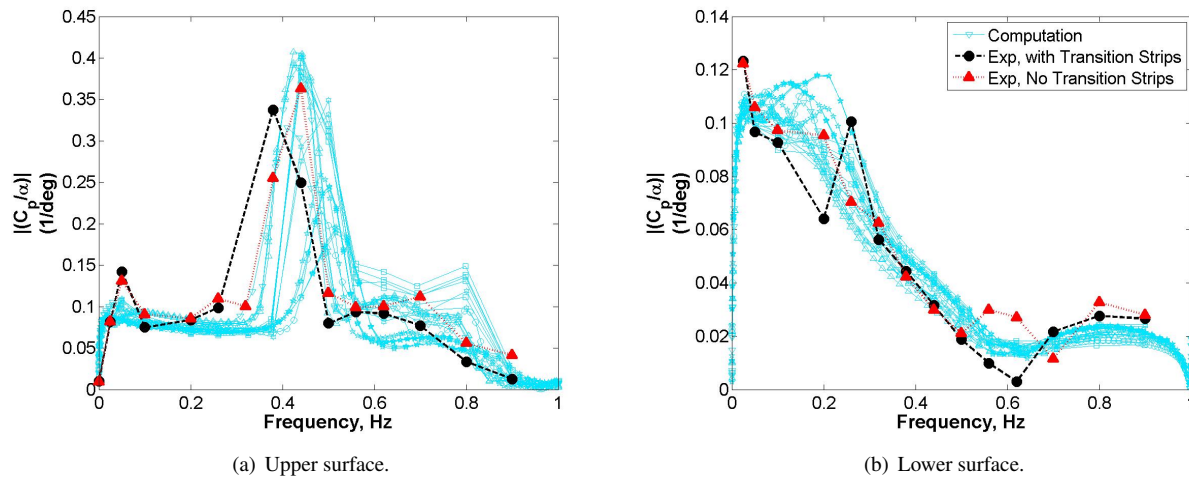 0.45
0.4
0.35
0.3
0.25
0.2
0.15
0.1
0.05
0
|(C_p/α)|
(1/deg)
0
0.2
0.4
0.6
0.8
1
Frequency, Hz
(a) Upper surface.
0.14
0.12
0.1
0.08
0.06
0.04
0.02
0
|(C_p/α)|
(1/deg)
Computation
Exp, with Transition Strips
Exp, No Transition Strips
0
0.2
0.4
0.6
0.8
1
Frequency, Hz
(b) Lower surface.